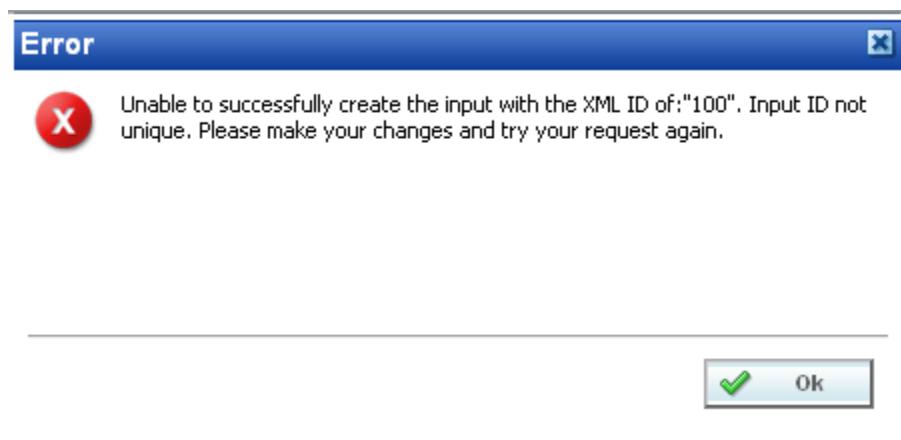 Error
Unable to successfully create the input with the XML ID of:"100". Input ID not
unique. Please make your changes and try your request again.
Ok